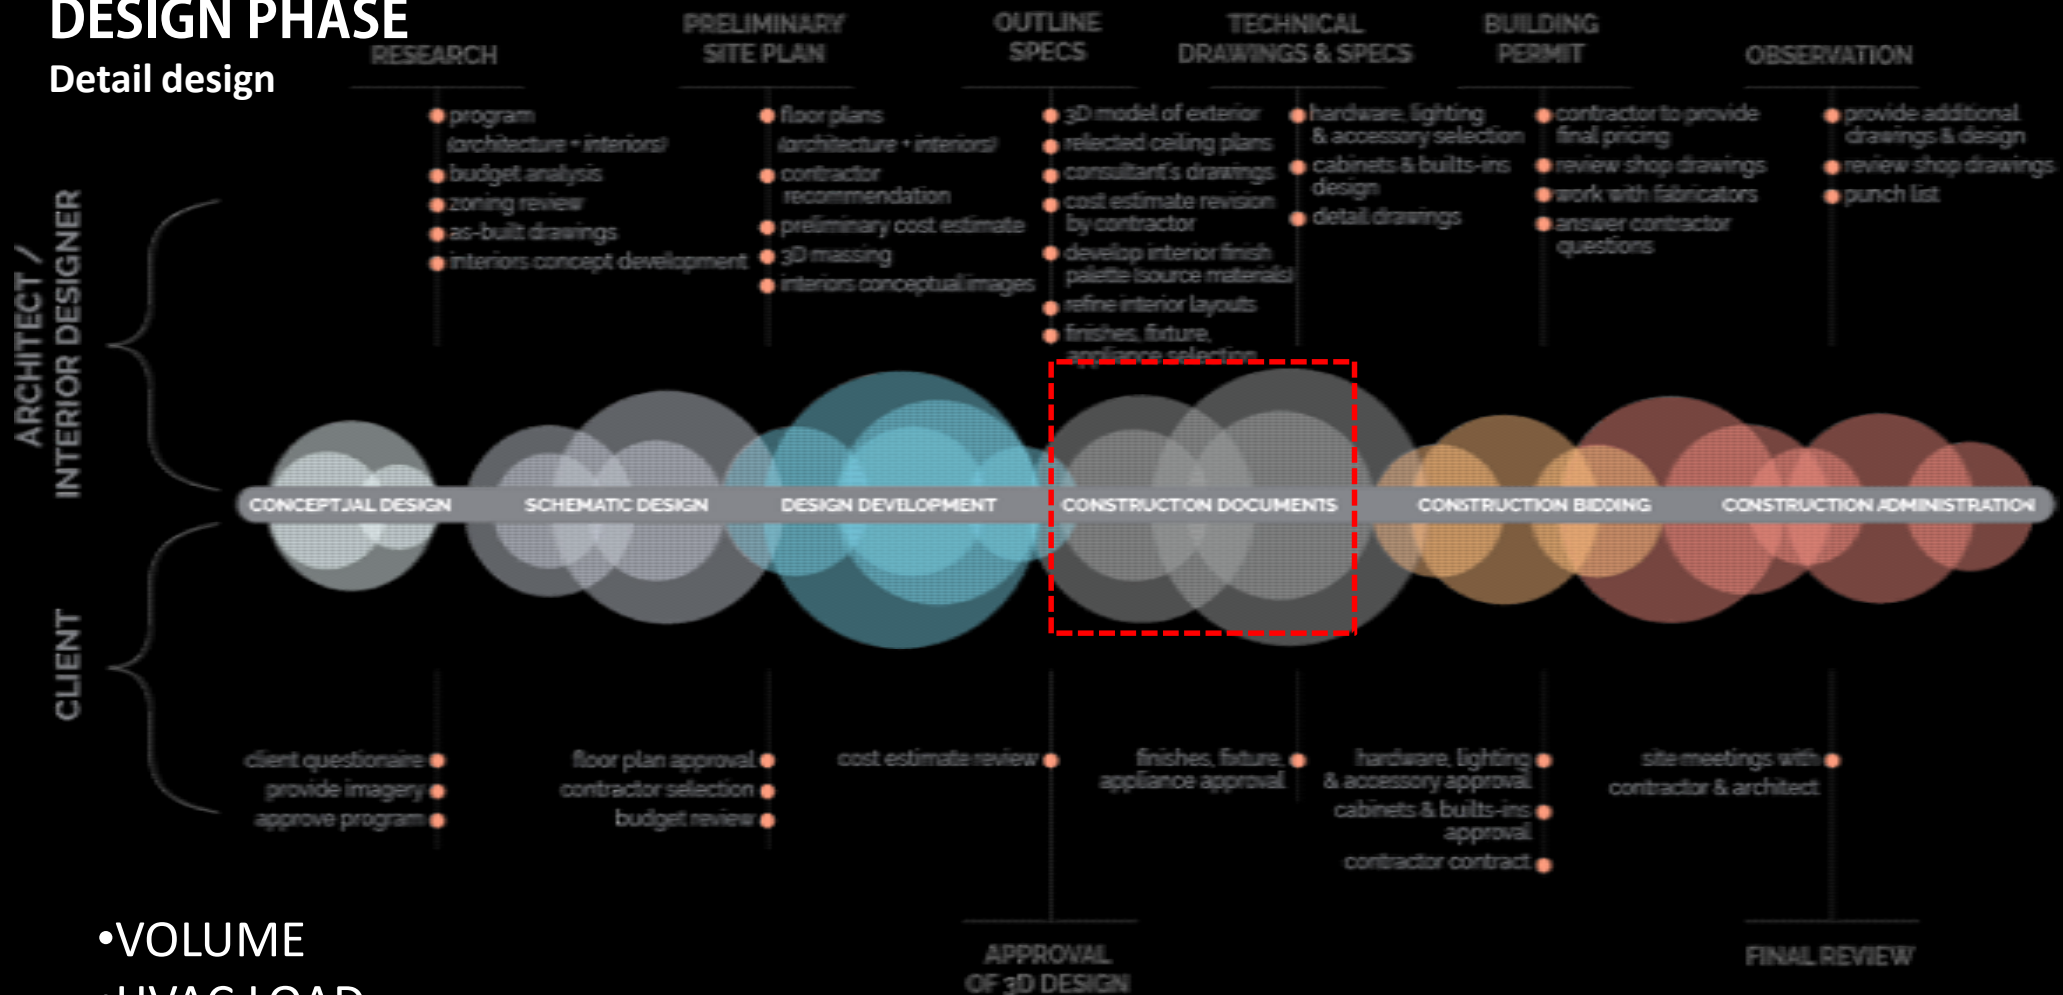 DESIGN PHASE
Detail design
RESEARCH
program
(architecture + interiors)
budget analysis
zoning review
as-built drawings
interiors concept development
PRELIMINARY
SITE PLAN
floor plans
(architecture + interiors)
contractor
recommendation
preliminary cost estimate
3D massing
interiors conceptual images
OUTLINE
SPECS
3D model of exterior
relected ceiling plans
consultant's drawings
cost estimate revision
by contractor
develop interior finish
palette (source materials)
refine interior layouts
finishes, fixture,
appliance selection
TECHNICAL
DRAWINGS & SPECS
hardware, lighting
& accessory selection
cabinets & builts-ins
design
detail drawings
BUILDING
PERMIT
contractor to provide
final pricing
review shop drawings
work with fabricators
answer contractor
questions
OBSERVATION
provide additional
drawings & design
review shop drawings
punch list
ARCHITECT /
INTERIOR DESIGNER
CONCEPTUAL DESIGN
SCHEMATIC DESIGN
DESIGN DEVELOPMENT
CONSTRUCTION DOCUMENTS
CONSTRUCTION BIDDING
CONSTRUCTION ADMINISTRATION
CLIENT
client questionaire
provide imagery
approve program
floor plan approval
contractor selection
budget review
cost estimate review
finishes, fixture,
appliance approval
hardware, lighting
& accessory approval
cabinets & builts-ins
approval
contractor contract
site meetings with
contractor & architect
APPROVAL
OF 3D DESIGN
FINAL REVIEW
•VOLUME
•HVAC LOAD